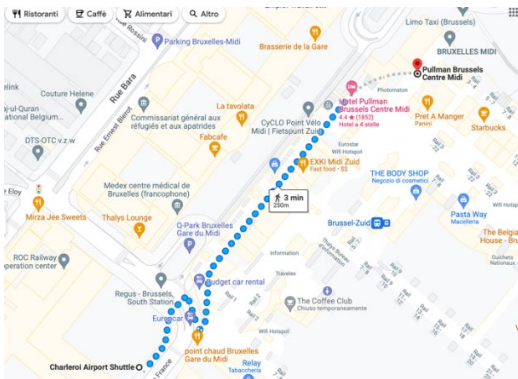 Ristoranti
Caffè
Alimentari
Altro
Limo Taxi (Brussels)
BRUXELLES MIDI
Parking Bruxelles-Midi
Brasserie de la Gare
Rue Bara
Rue Ernest Blerot
Couture Helene
Pullman Brussels
Centre Midi
Photomaton
Hotel Pullman
Brussels Centre Midi
4.4 ★ (1852)
Hotel a 4 stelle
La tavolata
Commissariat général aux
réfugiés et aux apatrides
CyCLO Point Vélo
Midi | Fietspunt Zuid
Pret A Manger
Panini
Starbucks
DTS-OTC v.z.w
Fabcafe
Eurostar
Wifi Hotspot
EXKi Midi Zuid
Fast food - $$
Medex centre médical de
Bruxelles (francophone)
THE BODY SHOP
Negozio di cosmetici
3 min
250m
Mirza Jee Sweets
Thalys Lounge
Pasta Way
Macelleria
Brussel-Zuid
Q-Park Bruxelles
Gare du Midi
Information
ROC Railway
Thalys
Budget car rental
Regus - Brussels,
South Station
The Coffee Club
Chiuso temporaneamente
Europcar
Wifi Hotspot
point chaud Bruxelles
Gare du Midi
Charleroi Airport Shuttle
Relay
Tabaccheria